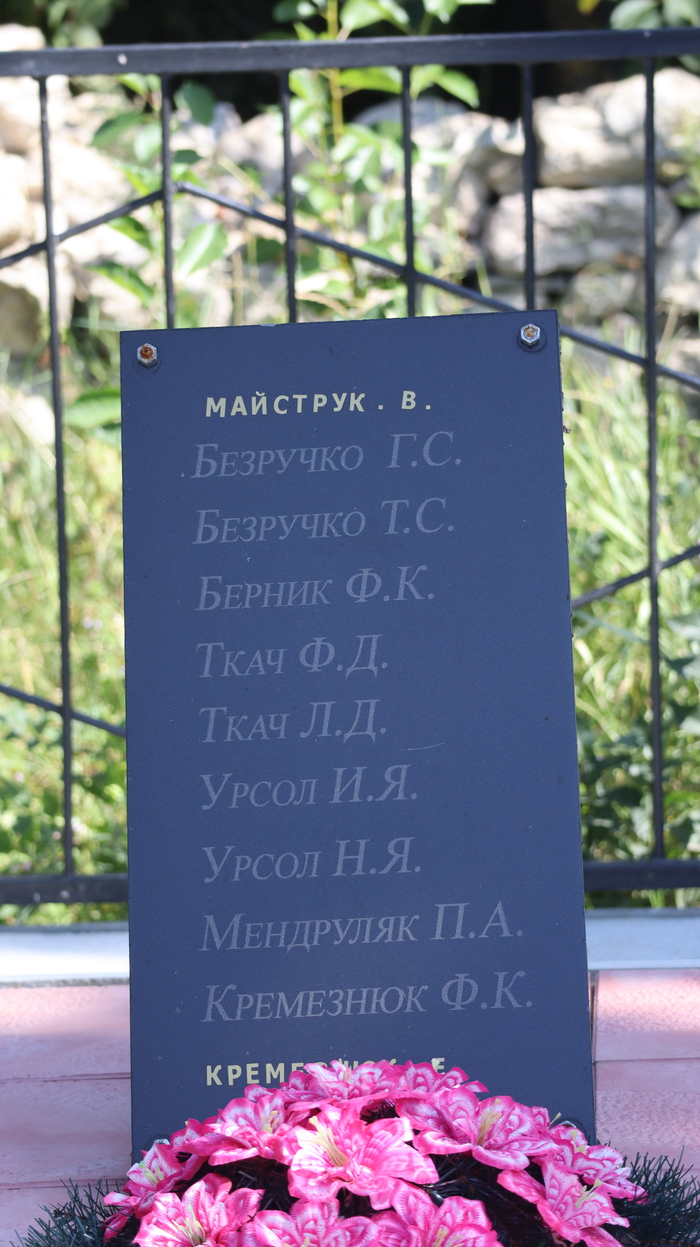 МАЙСТРУК . В.
БЕЗРУЧКО Г.С.
БЕЗРУЧКО Т.С.
БЕРНИК Ф.К.
ТКАЧ Ф.Д.
ТКАЧ Л.Д.
УРСОЛ И.Я.
УРСОЛ Н.Я.
МЕНДРУЛЯК П.А.
КРЕМЕЗНЮК Ф.К.